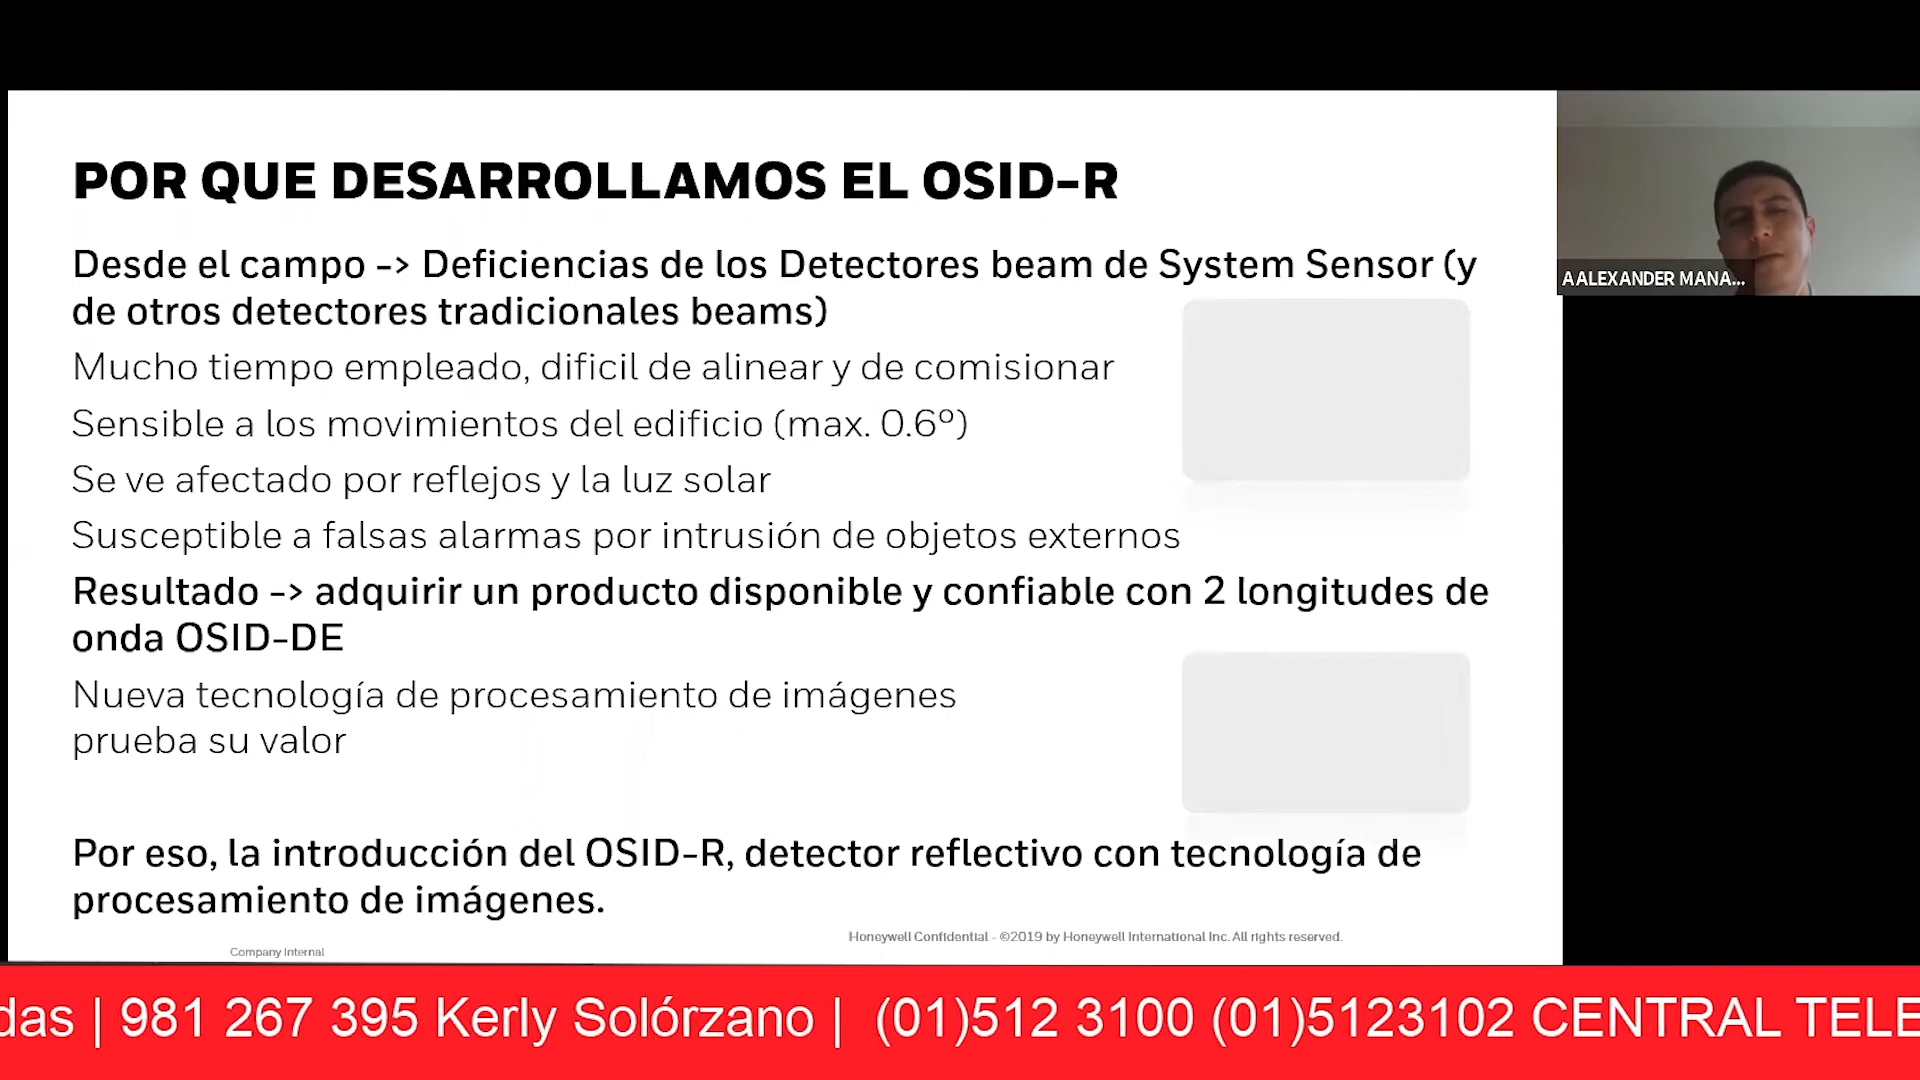 POR QUE DESARROLLAMOS EL OSID-R
Desde el campo -> Deficiencias de los Detectores beam de System Sensor (y
de otros detectores tradicionales beams)
Mucho tiempo empleado, dificil de alinear y de comisionar
Sensible a los movimientos del edificio (max. 0.6º)
Se ve afectado por reflejos y la luz solar
Susceptible a falsas alarmas por intrusión de objetos externos
Resultado -> adquirir un producto disponible y confiable con 2 longitudes de
onda OSID-DE
Nueva tecnología de procesamiento de imágenes
prueba su valor
Por eso, la introducción del OSID-R, detector reflectivo con tecnología de
procesamiento de imágenes.
Honeywell Confidential - ©2019 by Honeywell International Inc. All rights reserved.
Company Internal
AALEXANDER MANA...
das | 981 267 395 Kerly Solórzano | (01)512 3100 (01)5123102 CENTRAL TELE